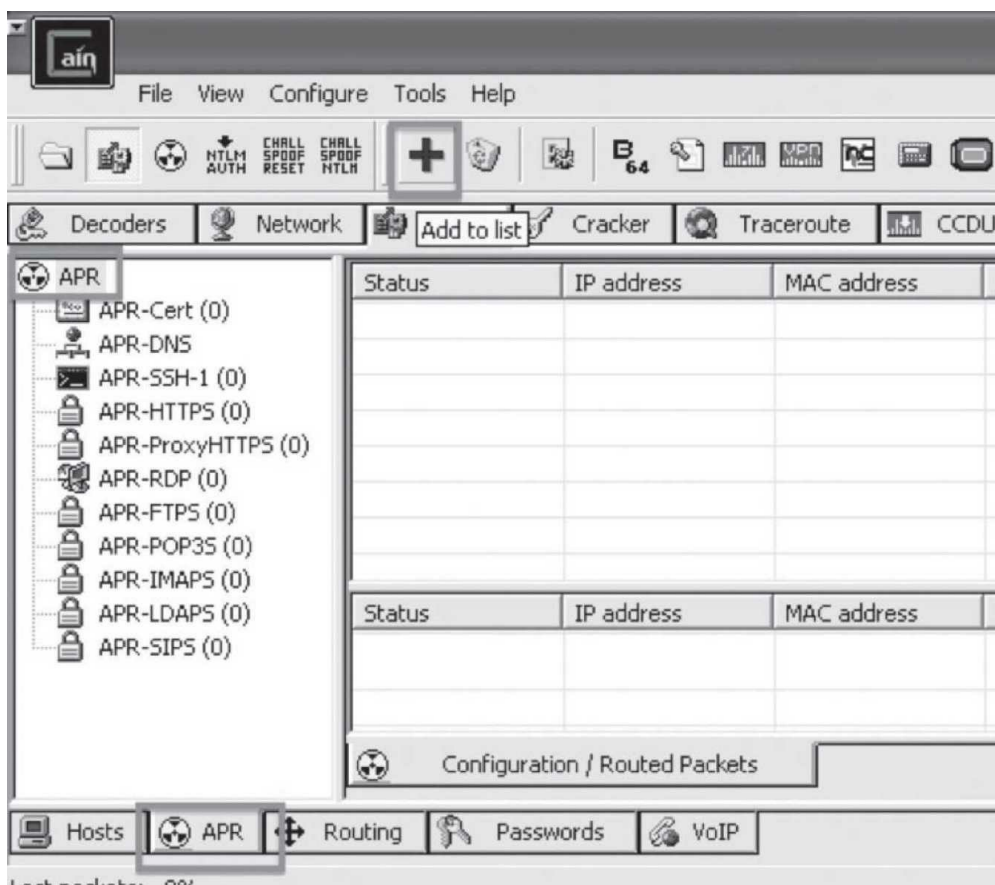 aín
File View Configure Tools Help
NTLM AUTH CHALL SPOOF RESET CHALL SPOOF NTLM + B64
Decoders Network Add to list Cracker Traceroute CCDU
APR
APR-Cert (0)
APR-DNS
APR-SSH-1 (0)
APR-HTTPS (0)
APR-ProxyHTTPS (0)
APR-RDP (0)
APR-FTPS (0)
APR-POP3S (0)
APR-IMAPS (0)
APR-LDAPS (0)
APR-SIPS (0)
Status IP address MAC address
Status IP address MAC address
Configuration / Routed Packets
Hosts APR Routing Passwords VoIP